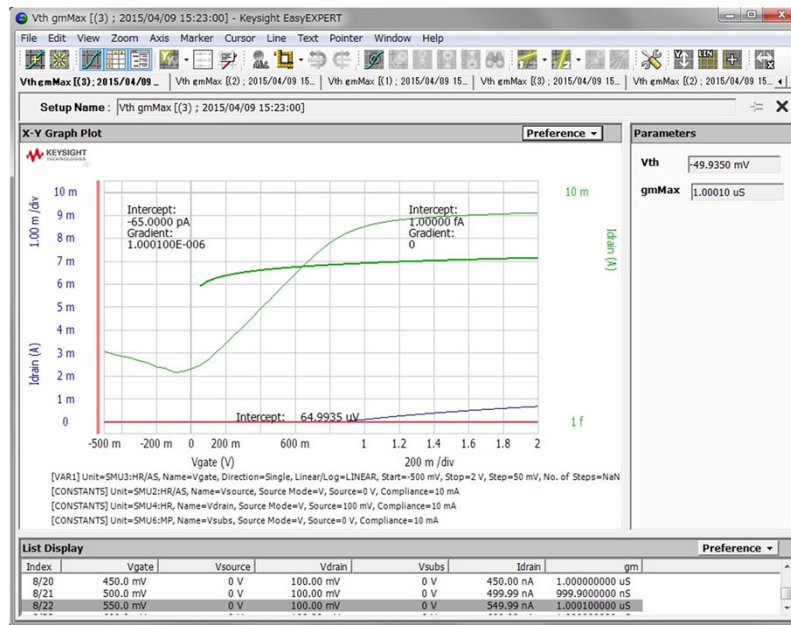 Vth gmMax [(3) ; 2015/04/09 15:23:00] - Keysight EasyEXPERT
File Edit View Zoom Axis Marker Cursor Line Text Pointer Window Help
Vth gmMax [(3); 2015/04/09 ... Vth gmMax [(2) ; 2015/04/09 15... Vth gmMax [(1) ; 2015/04/09 15... Vth gmMax [(3) ; 2015/04/09 15... Vth gmMax [(2) ; 2015/04/09 15...
Setup Name : Vth gmMax [(3) ; 2015/04/09 15:23:00]
X-Y Graph Plot Preference Parameters
KEYSIGHT
TECHNOLOGIES
Vth -49.9350 mV
gmMax 1.00010 uS
1.00 m /div
Idrain (A)
10 m
9 m
8 m
7 m
6 m
5 m
4 m
3 m
2 m
1 m
0
Intercept:
-65.0000 pA
Gradient:
1.000100E-006
Intercept:
1.00000 fA
Gradient:
0
10 m
Idrain (A)
1 f
Intercept: 64.9935 uV
-500 m -200 m 0 200 m 600 m 1 1.2 1.4 1.6 1.8 2
Vgate (V) 200 m /div
[VAR1] Unit=SMU3:HR/AS, Name=Vgate, Direction=Single, Linear/Log=LINEAR, Start=-500 mV, Stop=2 V, Step=50 mV, No. of Steps=NaN
[CONSTANTS] Unit=SMU2:HR/AS, Name=Vsource, Source Mode=V, Source=0 V, Compliance=10 mA
[CONSTANTS] Unit=SMU4:HR, Name=Vdrain, Source Mode=V, Source=100 mV, Compliance=10 mA
[CONSTANTS] Unit=SMU6:MP, Name=Vsubs, Source Mode=V, Source=0 V, Compliance=10 mA
List Display Preference
Index Vgate Vsource Vdrain Vsubs Idrain gm
8/20 450.0 mV 0 V 100.00 mV 0 V 450.00 nA 1.000000000 uS
8/21 500.0 mV 0 V 100.00 mV 0 V 499.99 nA 999.9000000 nS
8/22 550.0 mV 0 V 100.00 mV 0 V 549.99 nA 1.000100000 uS